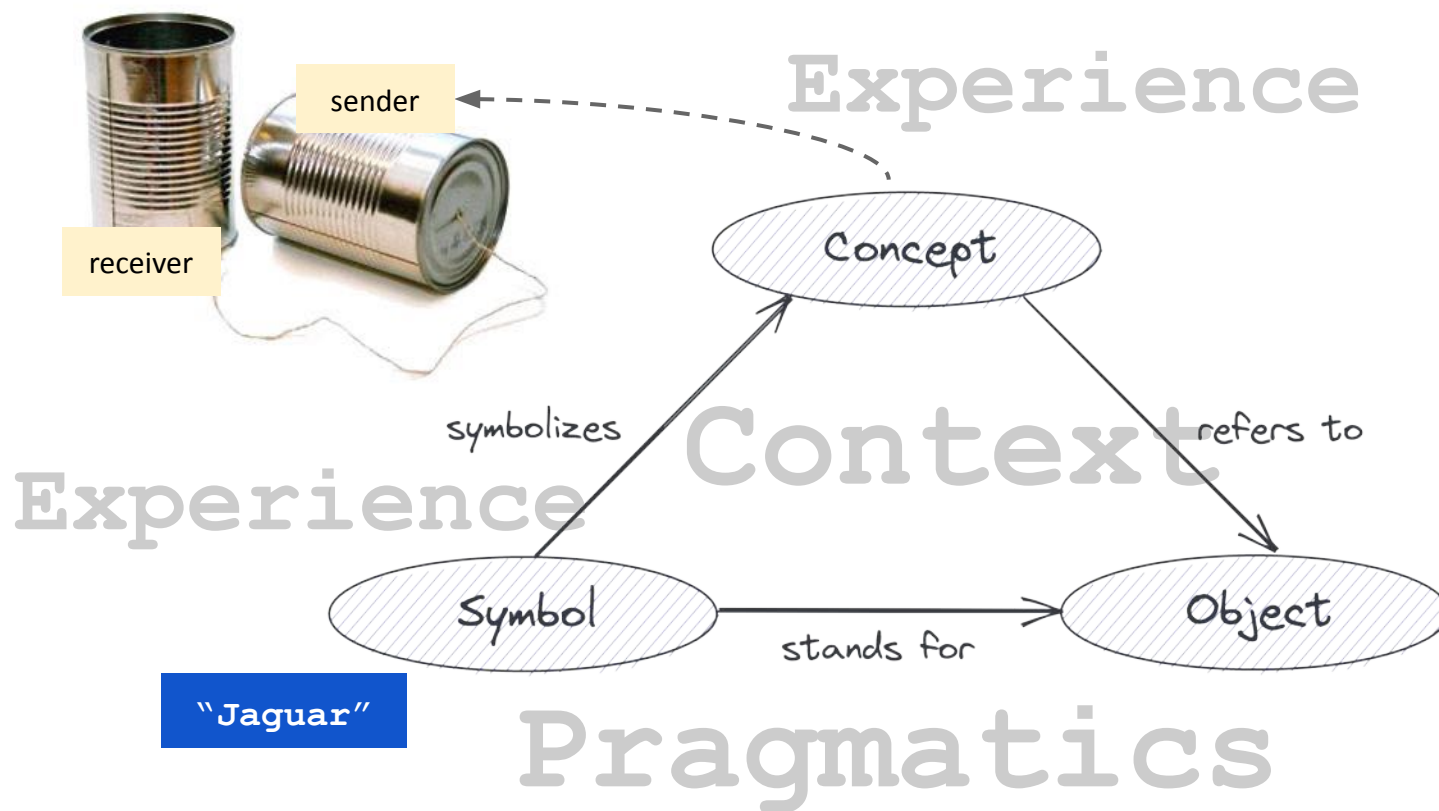 Experience
sender
receiver
Concept
symbolizes
Context
refers to
Experience
Symbol
stands for
Object
“Jaguar”
Pragmatics